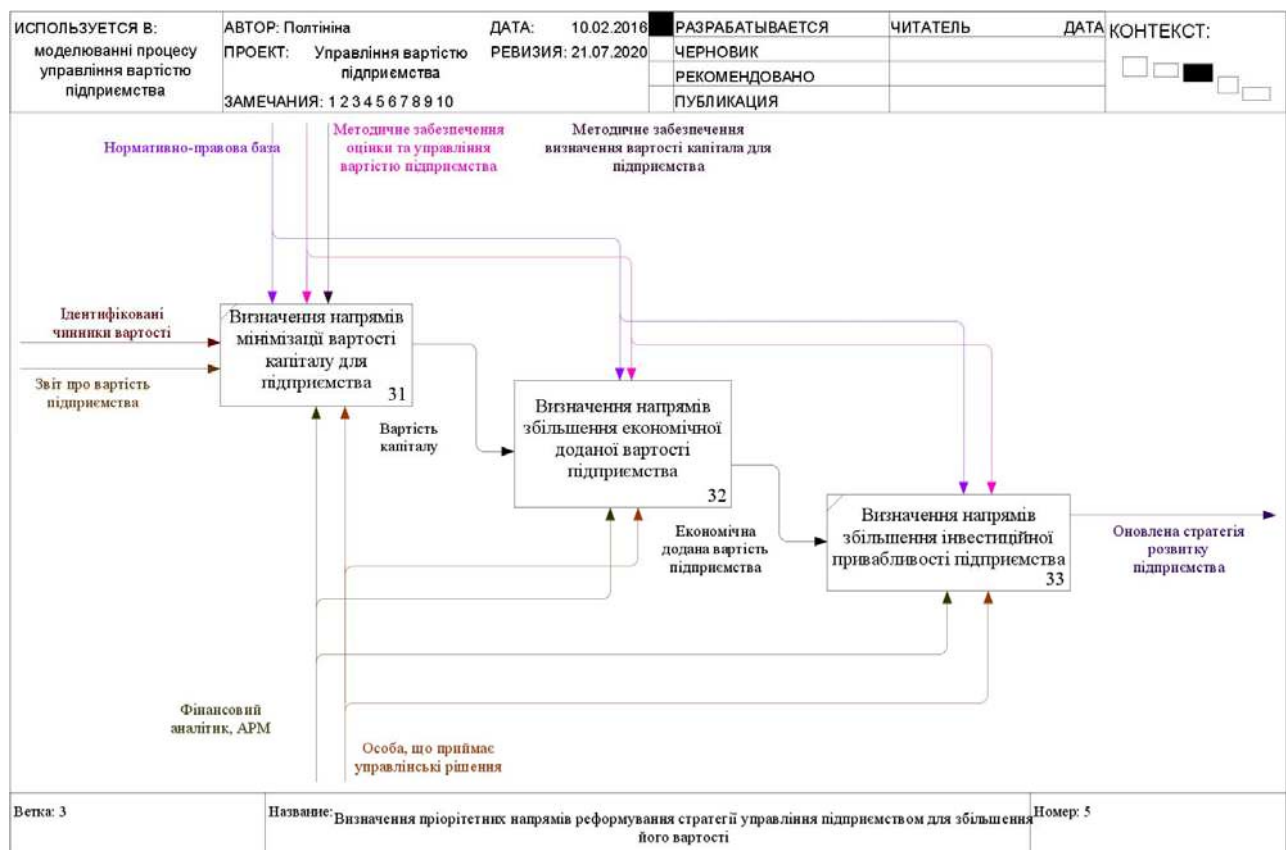 ИСПОЛЬЗУЕТСЯ В:
моделюванні процесу
управління вартістю
підприємства
АВТОР: Полтініна
ДАТА: 10.02.2016
ПРОЕКТ: Управління вартістю
підприємства
РЕВИЗИЯ: 21.07.2020
ЗАМЕЧАНИЯ: 1 2 3 4 5 6 7 8 9 10
РАЗРАБАТЫВАЕТСЯ
ЧЕРНОВИК
РЕКОМЕНДОВАНО
ПУБЛИКАЦИЯ
ЧИТАТЕЛЬ
ДАТА
КОНТЕКСТ:
Нормативно-правова база
Методичне забезпечення
оцінки та управління
вартістю підприємства
Методичне забезпечення
визначення вартості капітала для
підприємства
Ідентифіковані
чинники вартості
Звіт про вартість
підприємства
Визначення напрямів
мінімізації вартості
капіталу для
підприємства
31
Вартість
капіталу
Визначення напрямів
збільшення економічної
доданої вартості
підприємства
32
Економічна
додана вартість
підприємства
Визначення напрямів
збільшення інвестиційної
привабливості підприємства
33
Оновлена стратегія
розвитку
підприємства
Фінансовий
аналітик, АРМ
Особа, що приймає
управлінські рішення
Ветка: 3
Название: Визначення пріорітетних напрямів реформування стратегії управління підприємством для збільшення
його вартості
Номер: 5